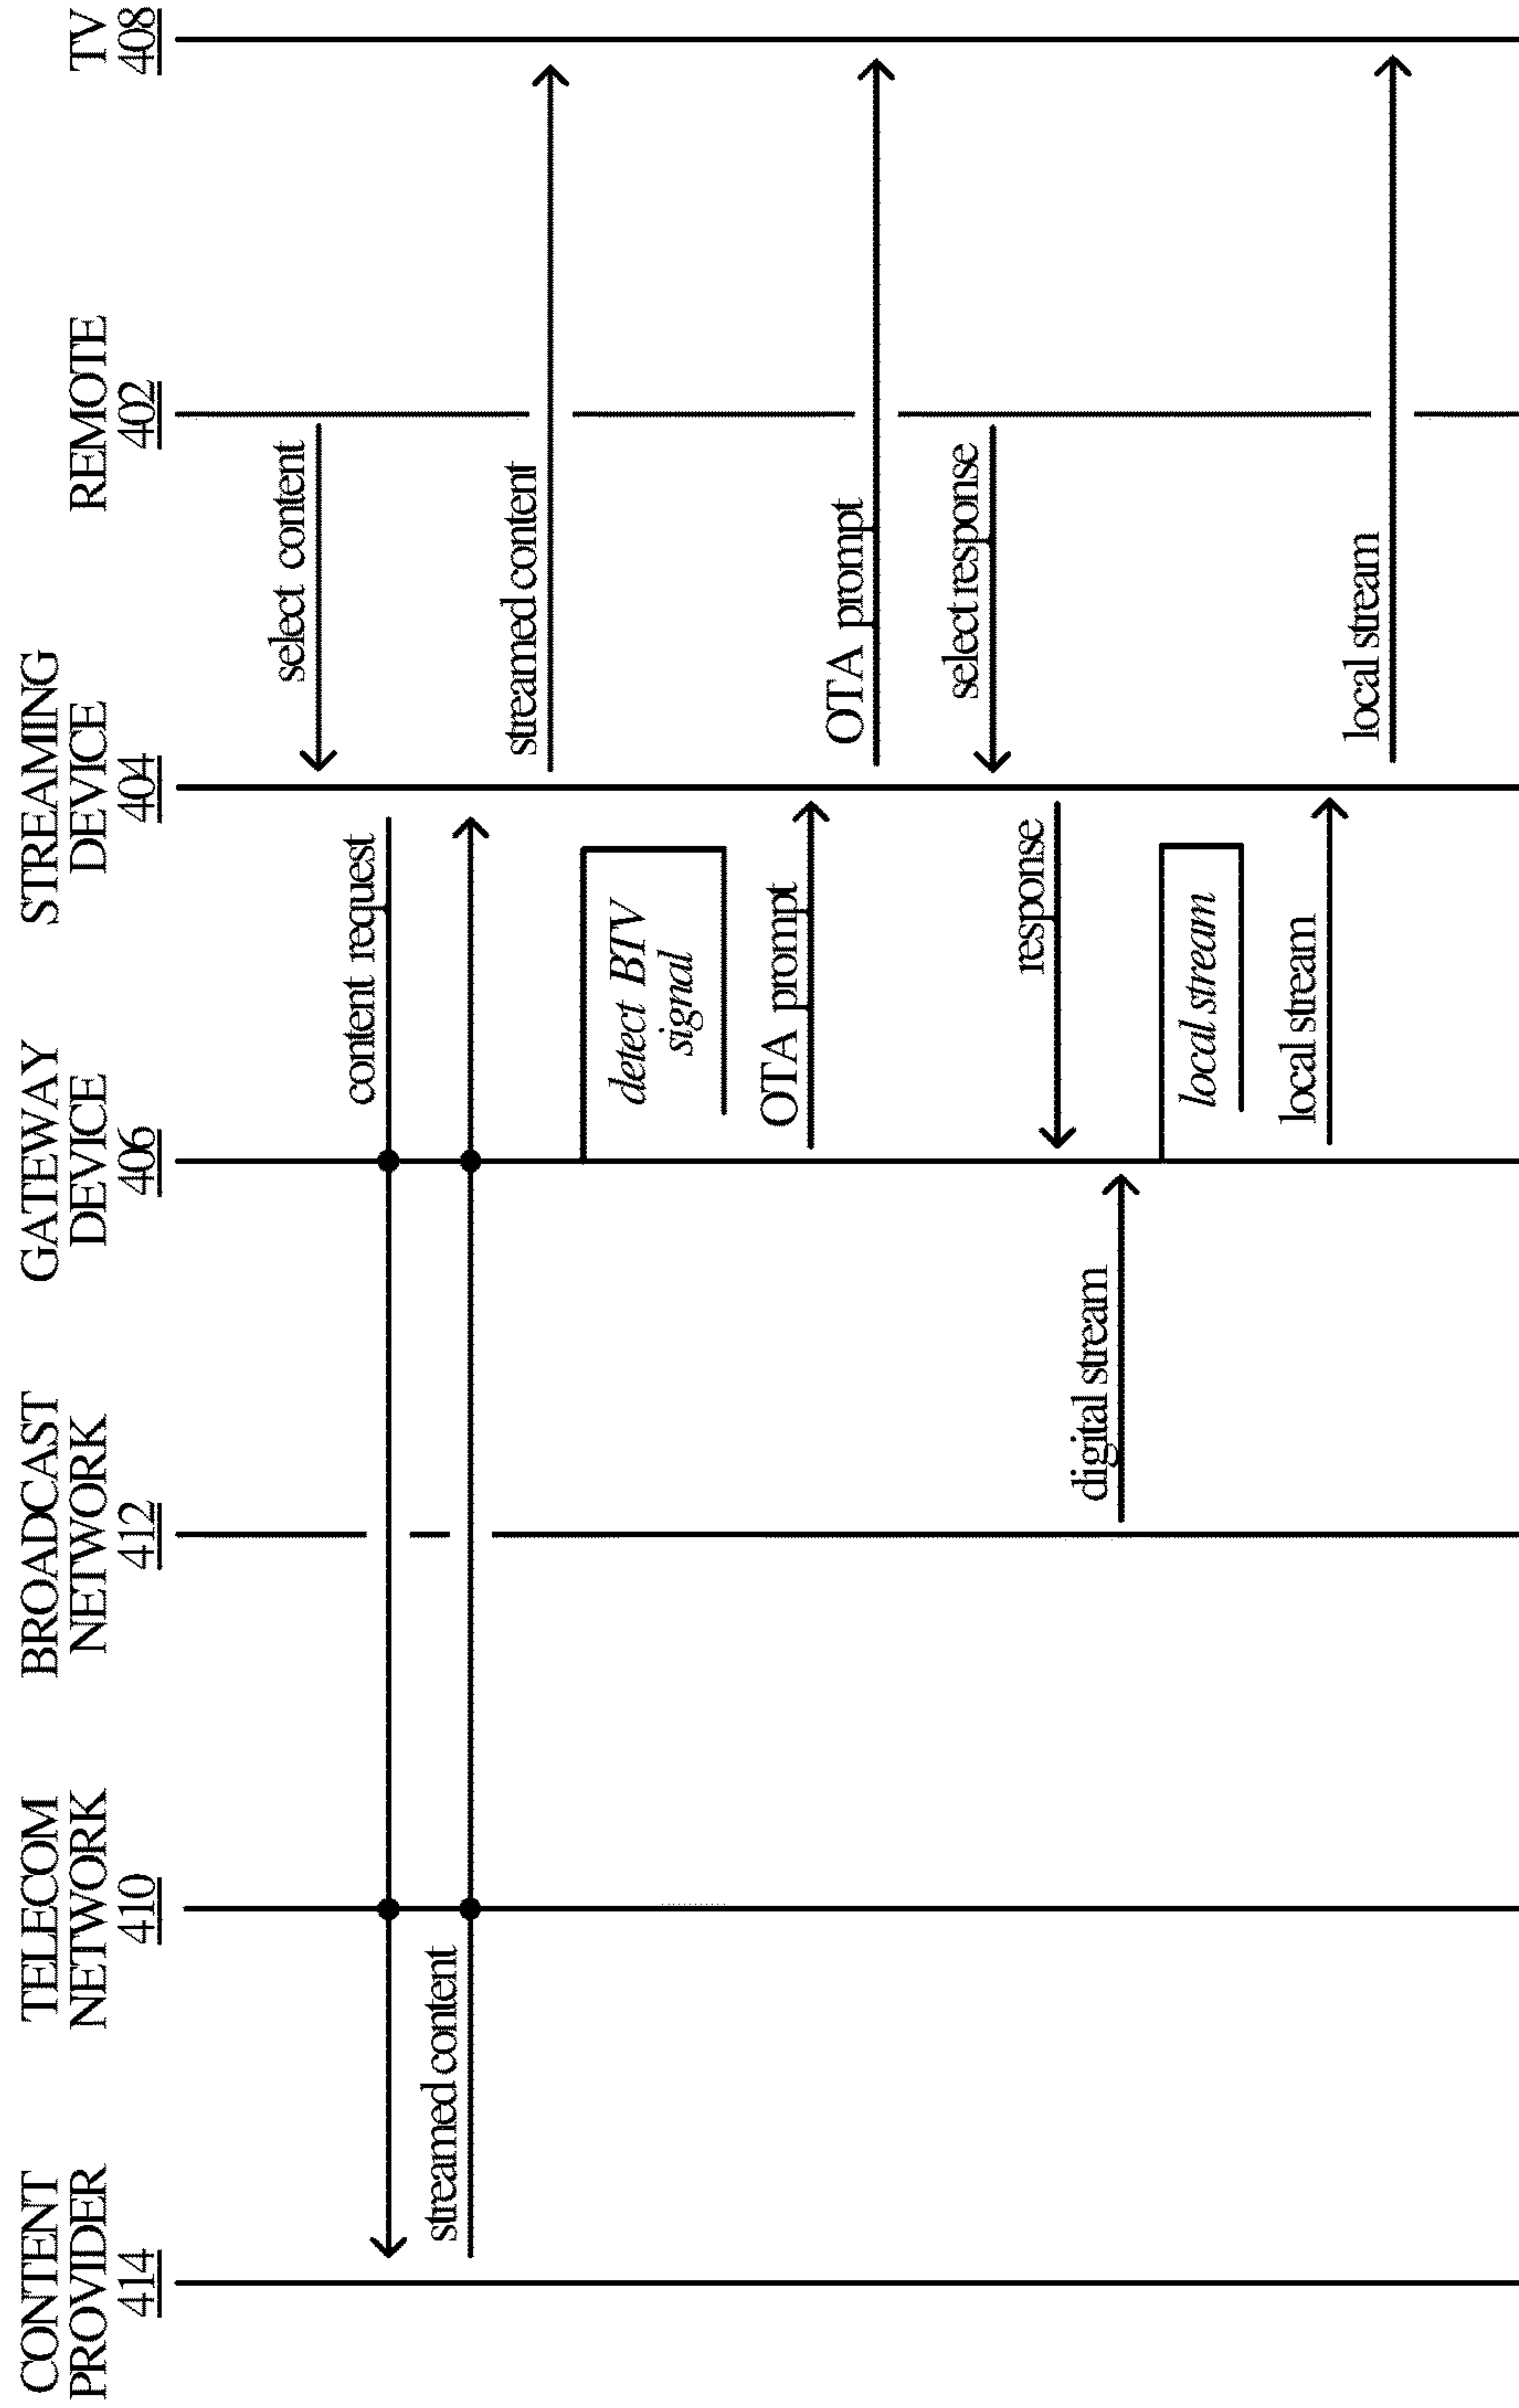 CONTENT
PROVIDER
414
TELECOM
NETWORK
410
BROADCAST
NETWORK
412
GATEWAY
DEVICE
406
STREAMING
DEVICE
404
REMOTE
402
TV
408
select content
content request
streamed content
streamed content
detect BTV
signal
OTA prompt
OTA prompt
select response
response
digital stream
local stream
local stream
local stream